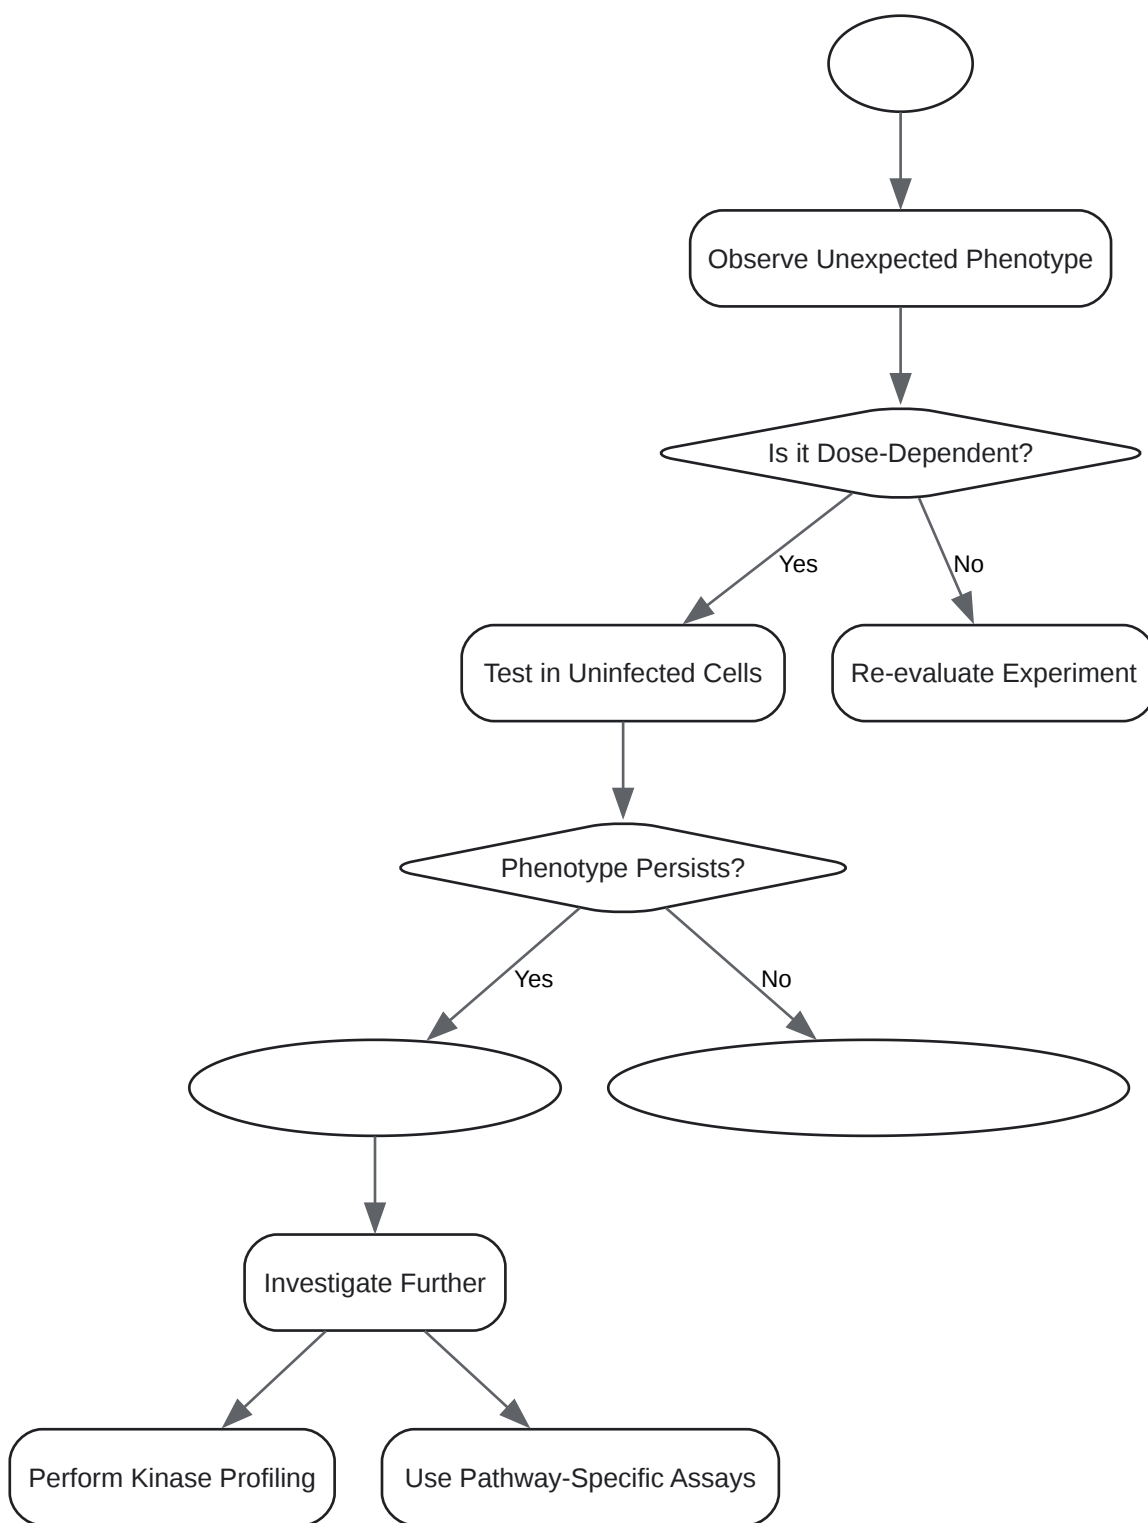 Observe Unexpected Phenotype
Is it Dose-Dependent?
Yes
No
Test in Uninfected Cells
Re-evaluate Experiment
Phenotype Persists?
Yes
No
Investigate Further
Perform Kinase Profiling
Use Pathway-Specific Assays